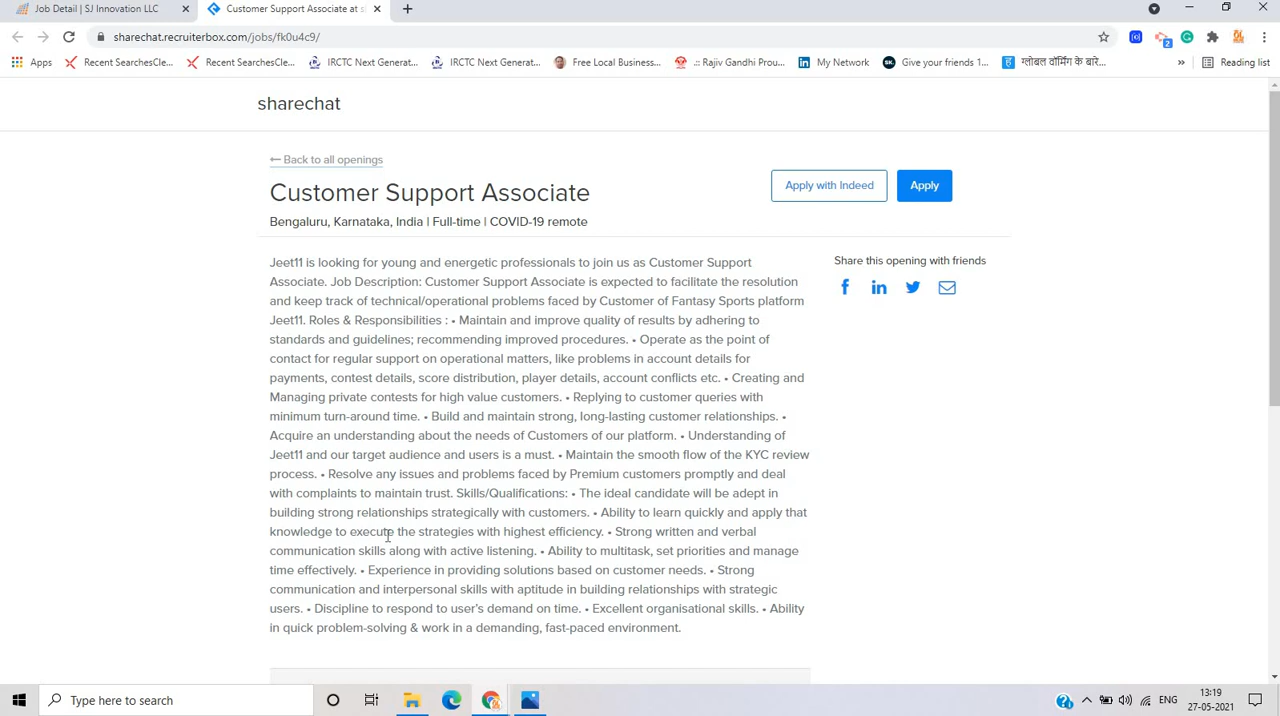 Job Detail | SJ Innovation LLC
Customer Support Associate at s
sharechat.recruiterbox.com/jobs/fk0u4c9/
2
Apps
Recent SearchesCle...
Recent SearchesCle...
IRCTC Next Generat...
IRCTC Next Generat...
Free Local Business...
.:: Rajiv Gandhi Prou...
My Network
SK.
Give your friends 1...
ग्लोबल वॉर्मिंग के बारे...
»
Reading list
sharechat
Back to all openings
Customer Support Associate
Apply with Indeed
Apply
Bengaluru, Karnataka, India | Full-time | COVID-19 remote
Jeet11 is looking for young and energetic professionals to join us as Customer Support
Associate. Job Description: Customer Support Associate is expected to facilitate the resolution
and keep track of technical/operational problems faced by Customer of Fantasy Sports platform
Jeet11. Roles & Responsibilities : • Maintain and improve quality of results by adhering to
standards and guidelines; recommending improved procedures. • Operate as the point of
contact for regular support on operational matters, like problems in account details for
payments, contest details, score distribution, player details, account conflicts etc. • Creating and
Managing private contests for high value customers. • Replying to customer queries with
minimum turn-around time. • Build and maintain strong, long-lasting customer relationships. •
Acquire an understanding about the needs of Customers of our platform. • Understanding of
Jeet11 and our target audience and users is a must. • Maintain the smooth flow of the KYC review
process. • Resolve any issues and problems faced by Premium customers promptly and deal
with complaints to maintain trust. Skills/Qualifications: • The ideal candidate will be adept in
building strong relationships strategically with customers. • Ability to learn quickly and apply that
knowledge to execute the strategies with highest efficiency. • Strong written and verbal
communication skills along with active listening. • Ability to multitask, set priorities and manage
time effectively. • Experience in providing solutions based on customer needs. • Strong
communication and interpersonal skills with aptitude in building relationships with strategic
users. • Discipline to respond to user's demand on time. • Excellent organisational skills. • Ability
in quick problem-solving & work in a demanding, fast-paced environment.
Share this opening with friends
Type here to search
ENG
13:19
27-05-2021